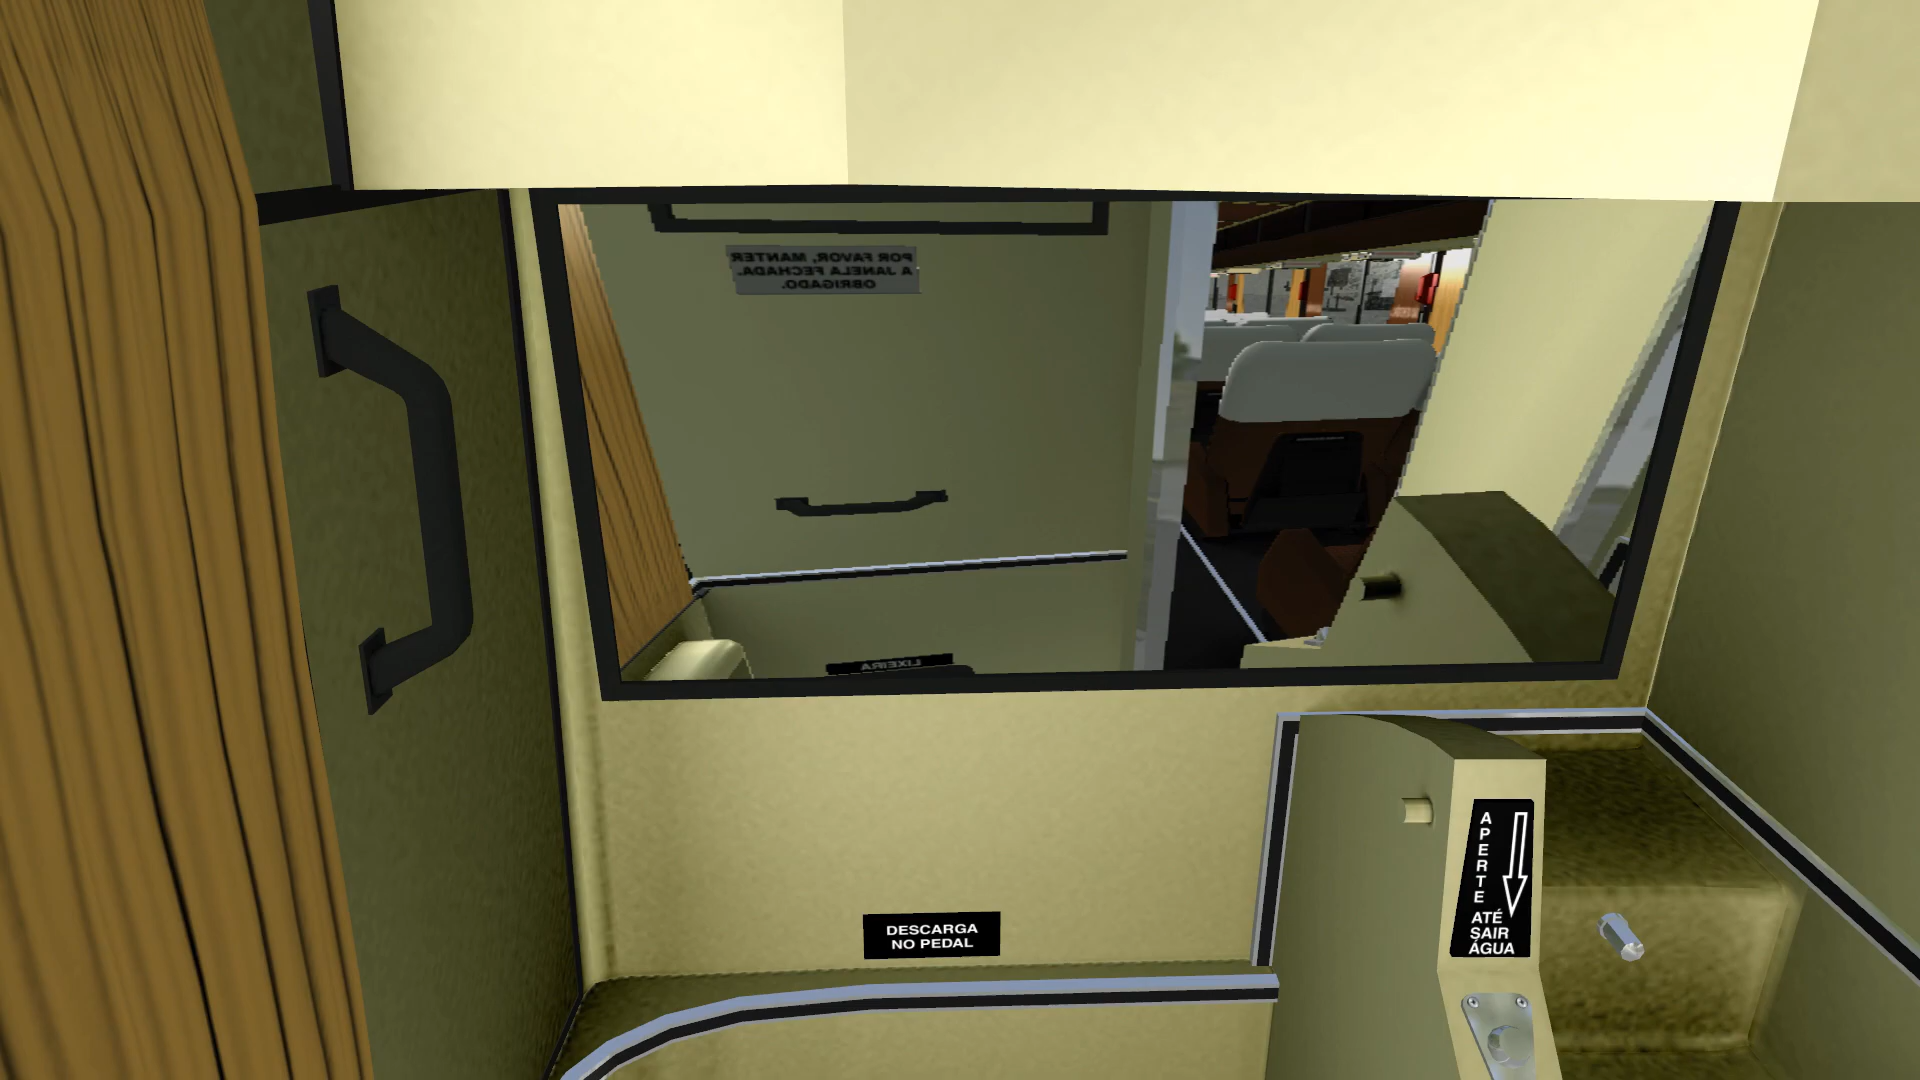 POR FAVOR, MANTER
A JANELA FECHADA.
OBRIGADO.
LIXEIRA
DESCARGA
NO PEDAL
APERTE
ATÉ
SAIR
ÁGUA